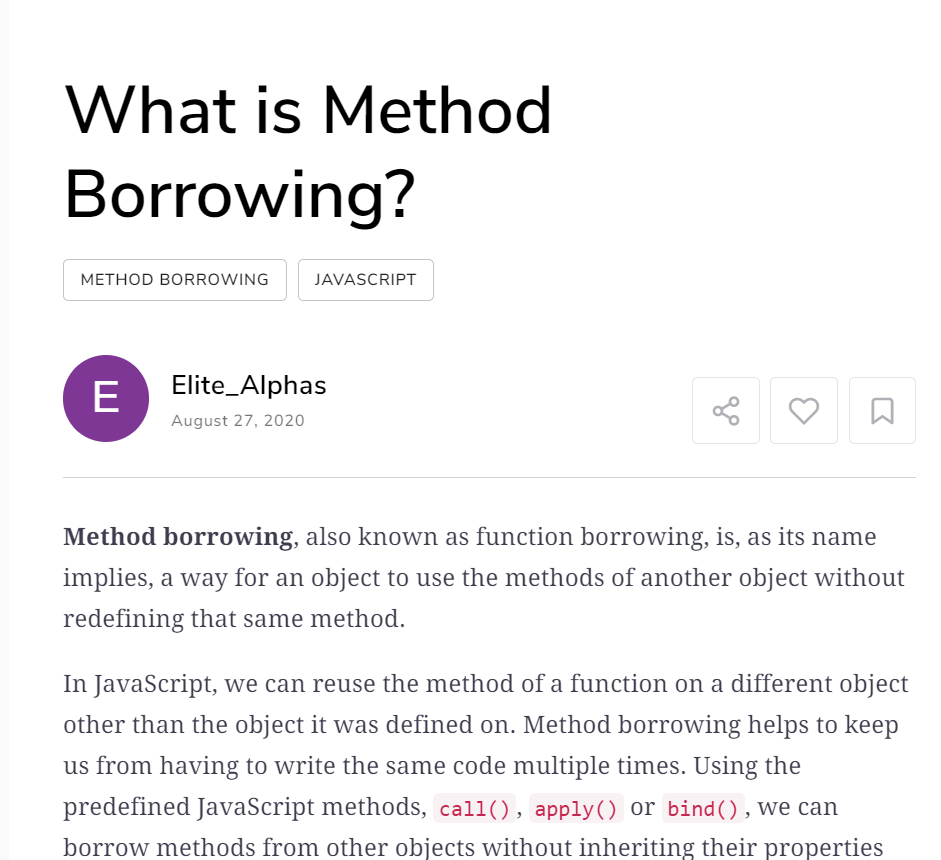 What is Method
Borrowing?
METHOD BORROWING JAVASCRIPT
E
Elite_Alphas
August 27, 2020
Method borrowing, also known as function borrowing, is, as its name
implies, a way for an object to use the methods of another object without
redefining that same method.
In JavaScript, we can reuse the method of a function on a different object
other than the object it was defined on. Method borrowing helps to keep
us from having to write the same code multiple times. Using the
predefined JavaScript methods, call(), apply() or bind(), we can
borrow methods from other objects without inheriting their properties